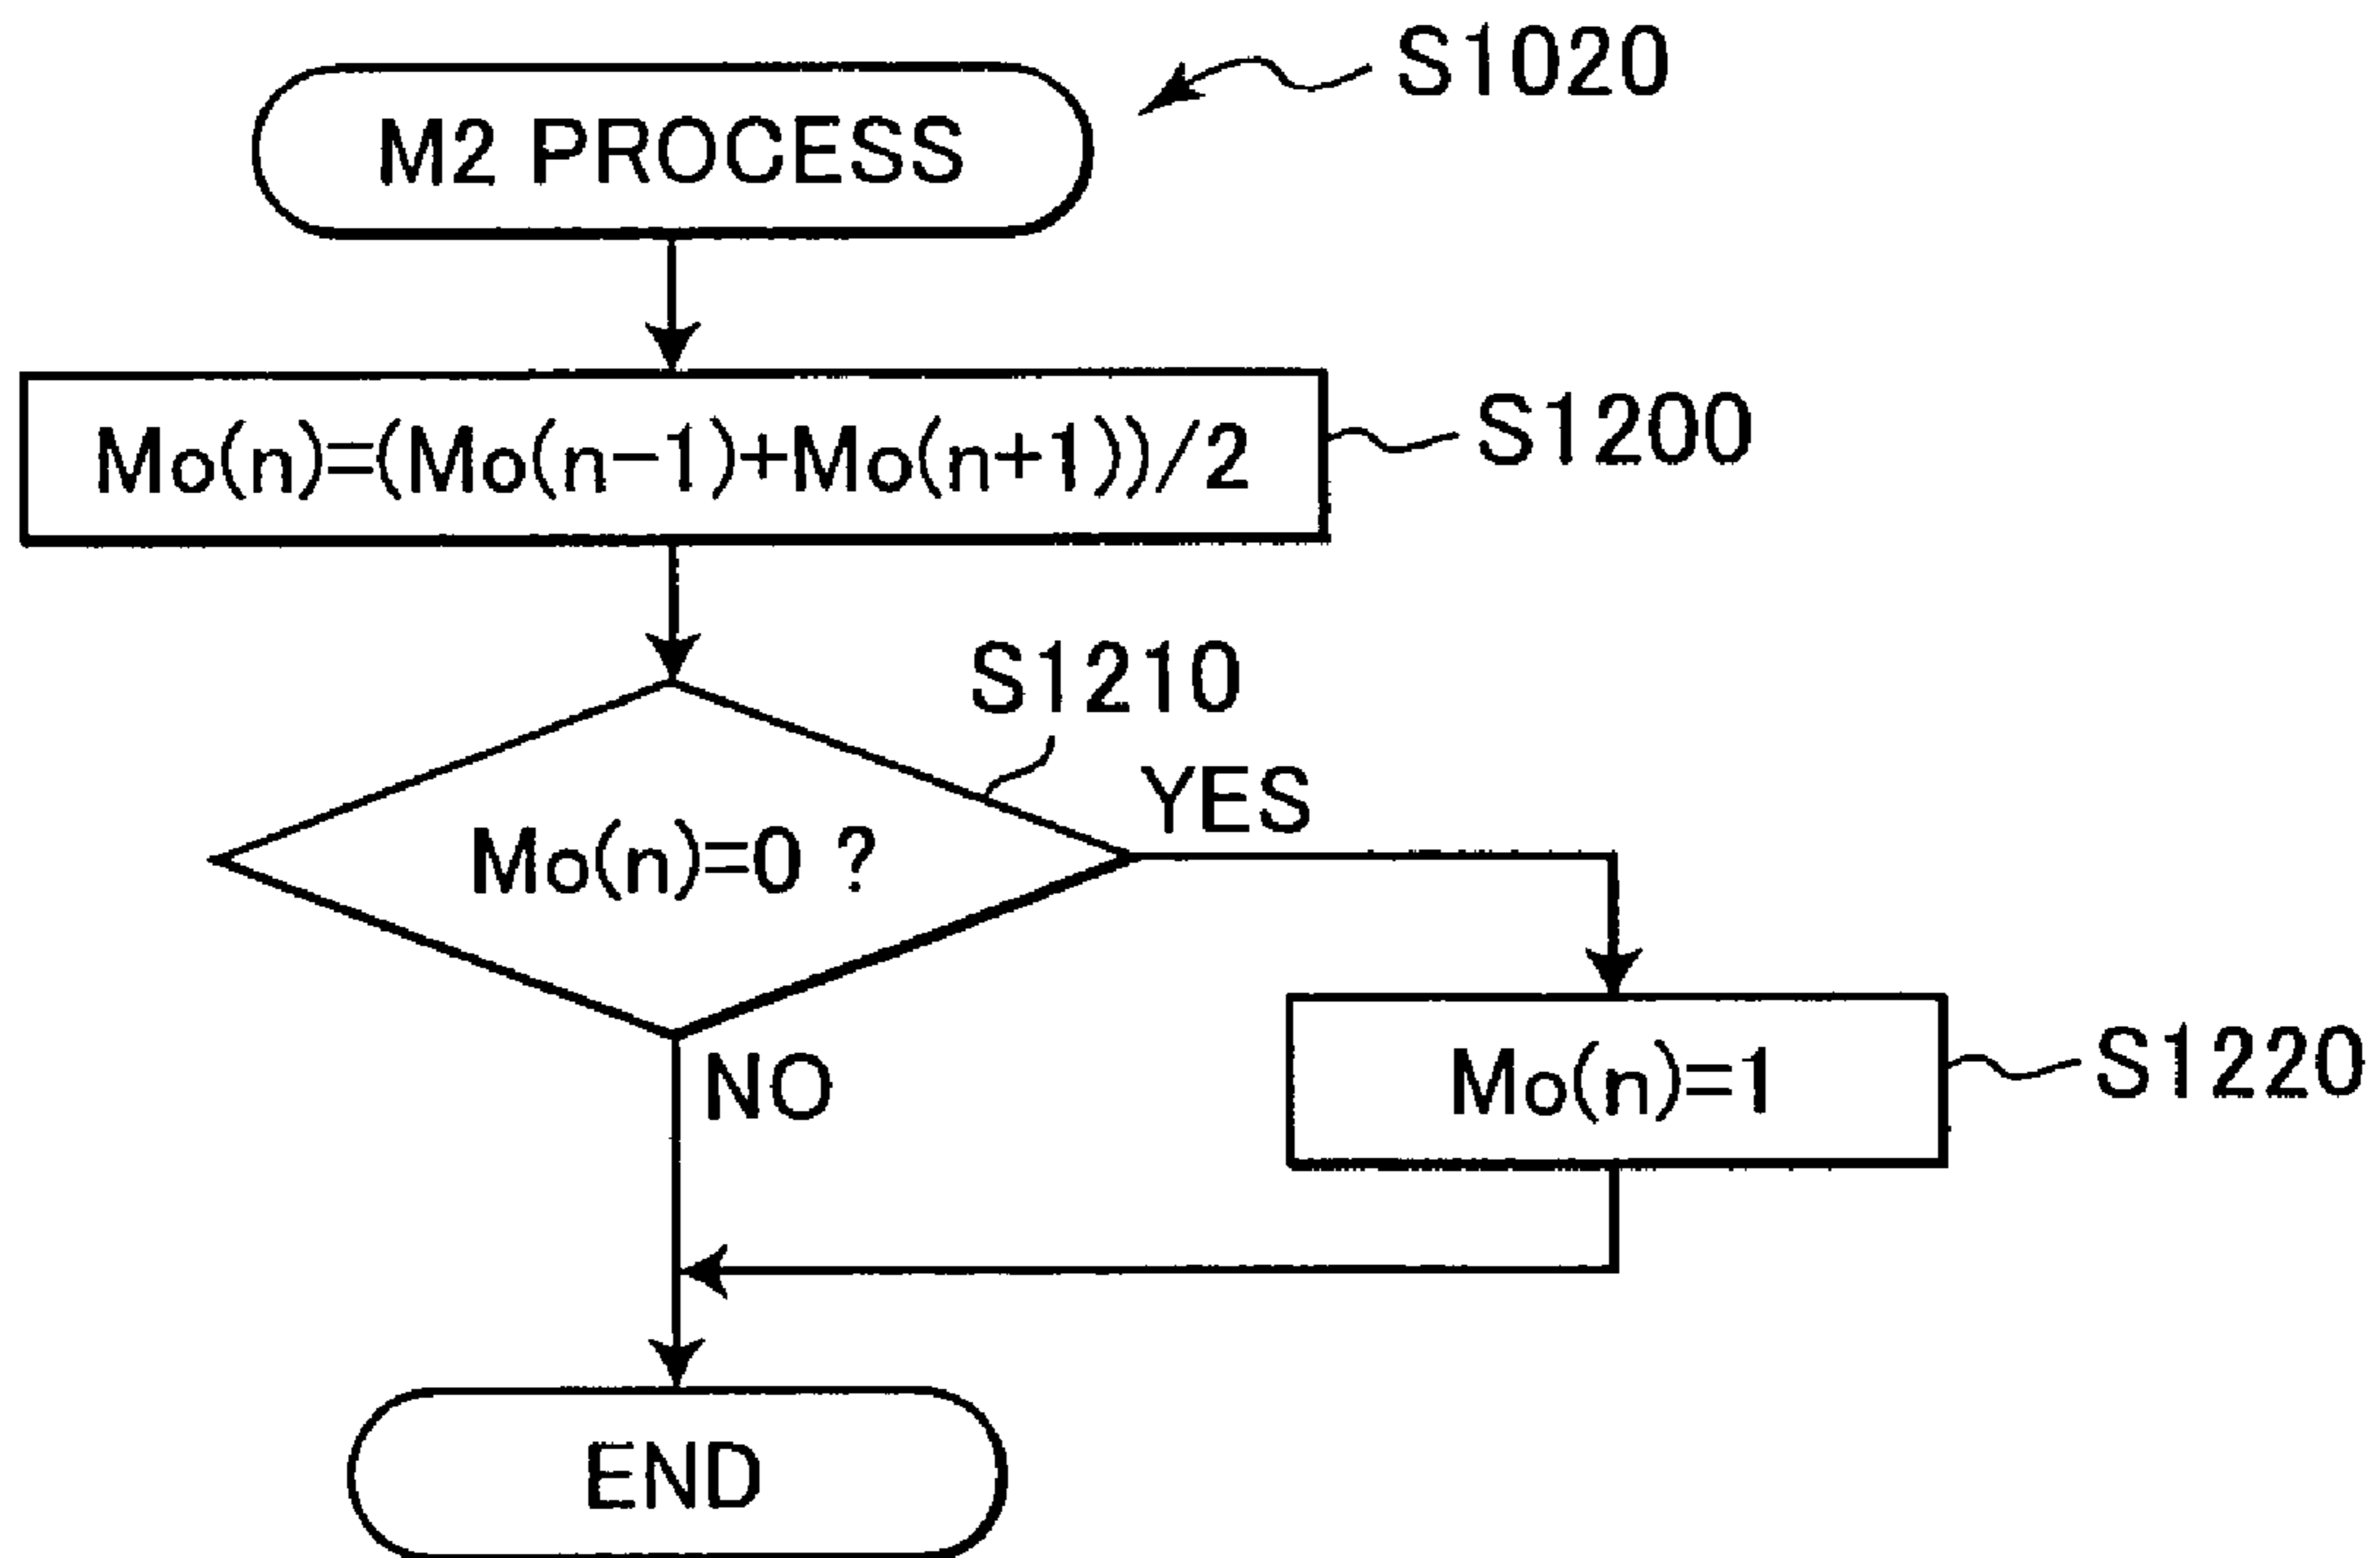 S1020
M2 PROCESS
Mo(n)=(Mo(n-1)+Mo(n+1))/2
S1200
S1210
YES
Mo(n)=0 ?
NO
Mo(n)=1
S1220
END